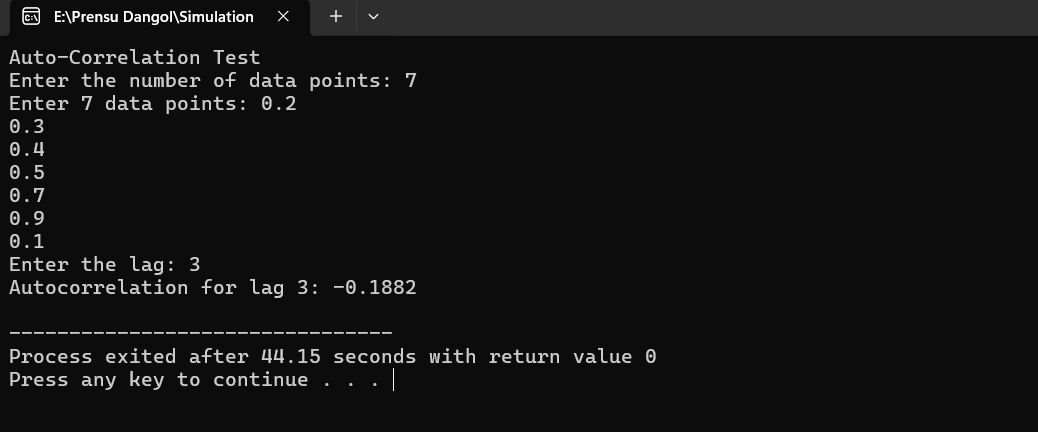 E:\Prensu Dangol\Simulation
Auto-Correlation Test
Enter the number of data points: 7
Enter 7 data points: 0.2
0.3
0.4
0.5
0.7
0.9
0.1
Enter the lag: 3
Autocorrelation for lag 3: -0.1882
--------------------------------
Process exited after 44.15 seconds with return value 0
Press any key to continue . . .